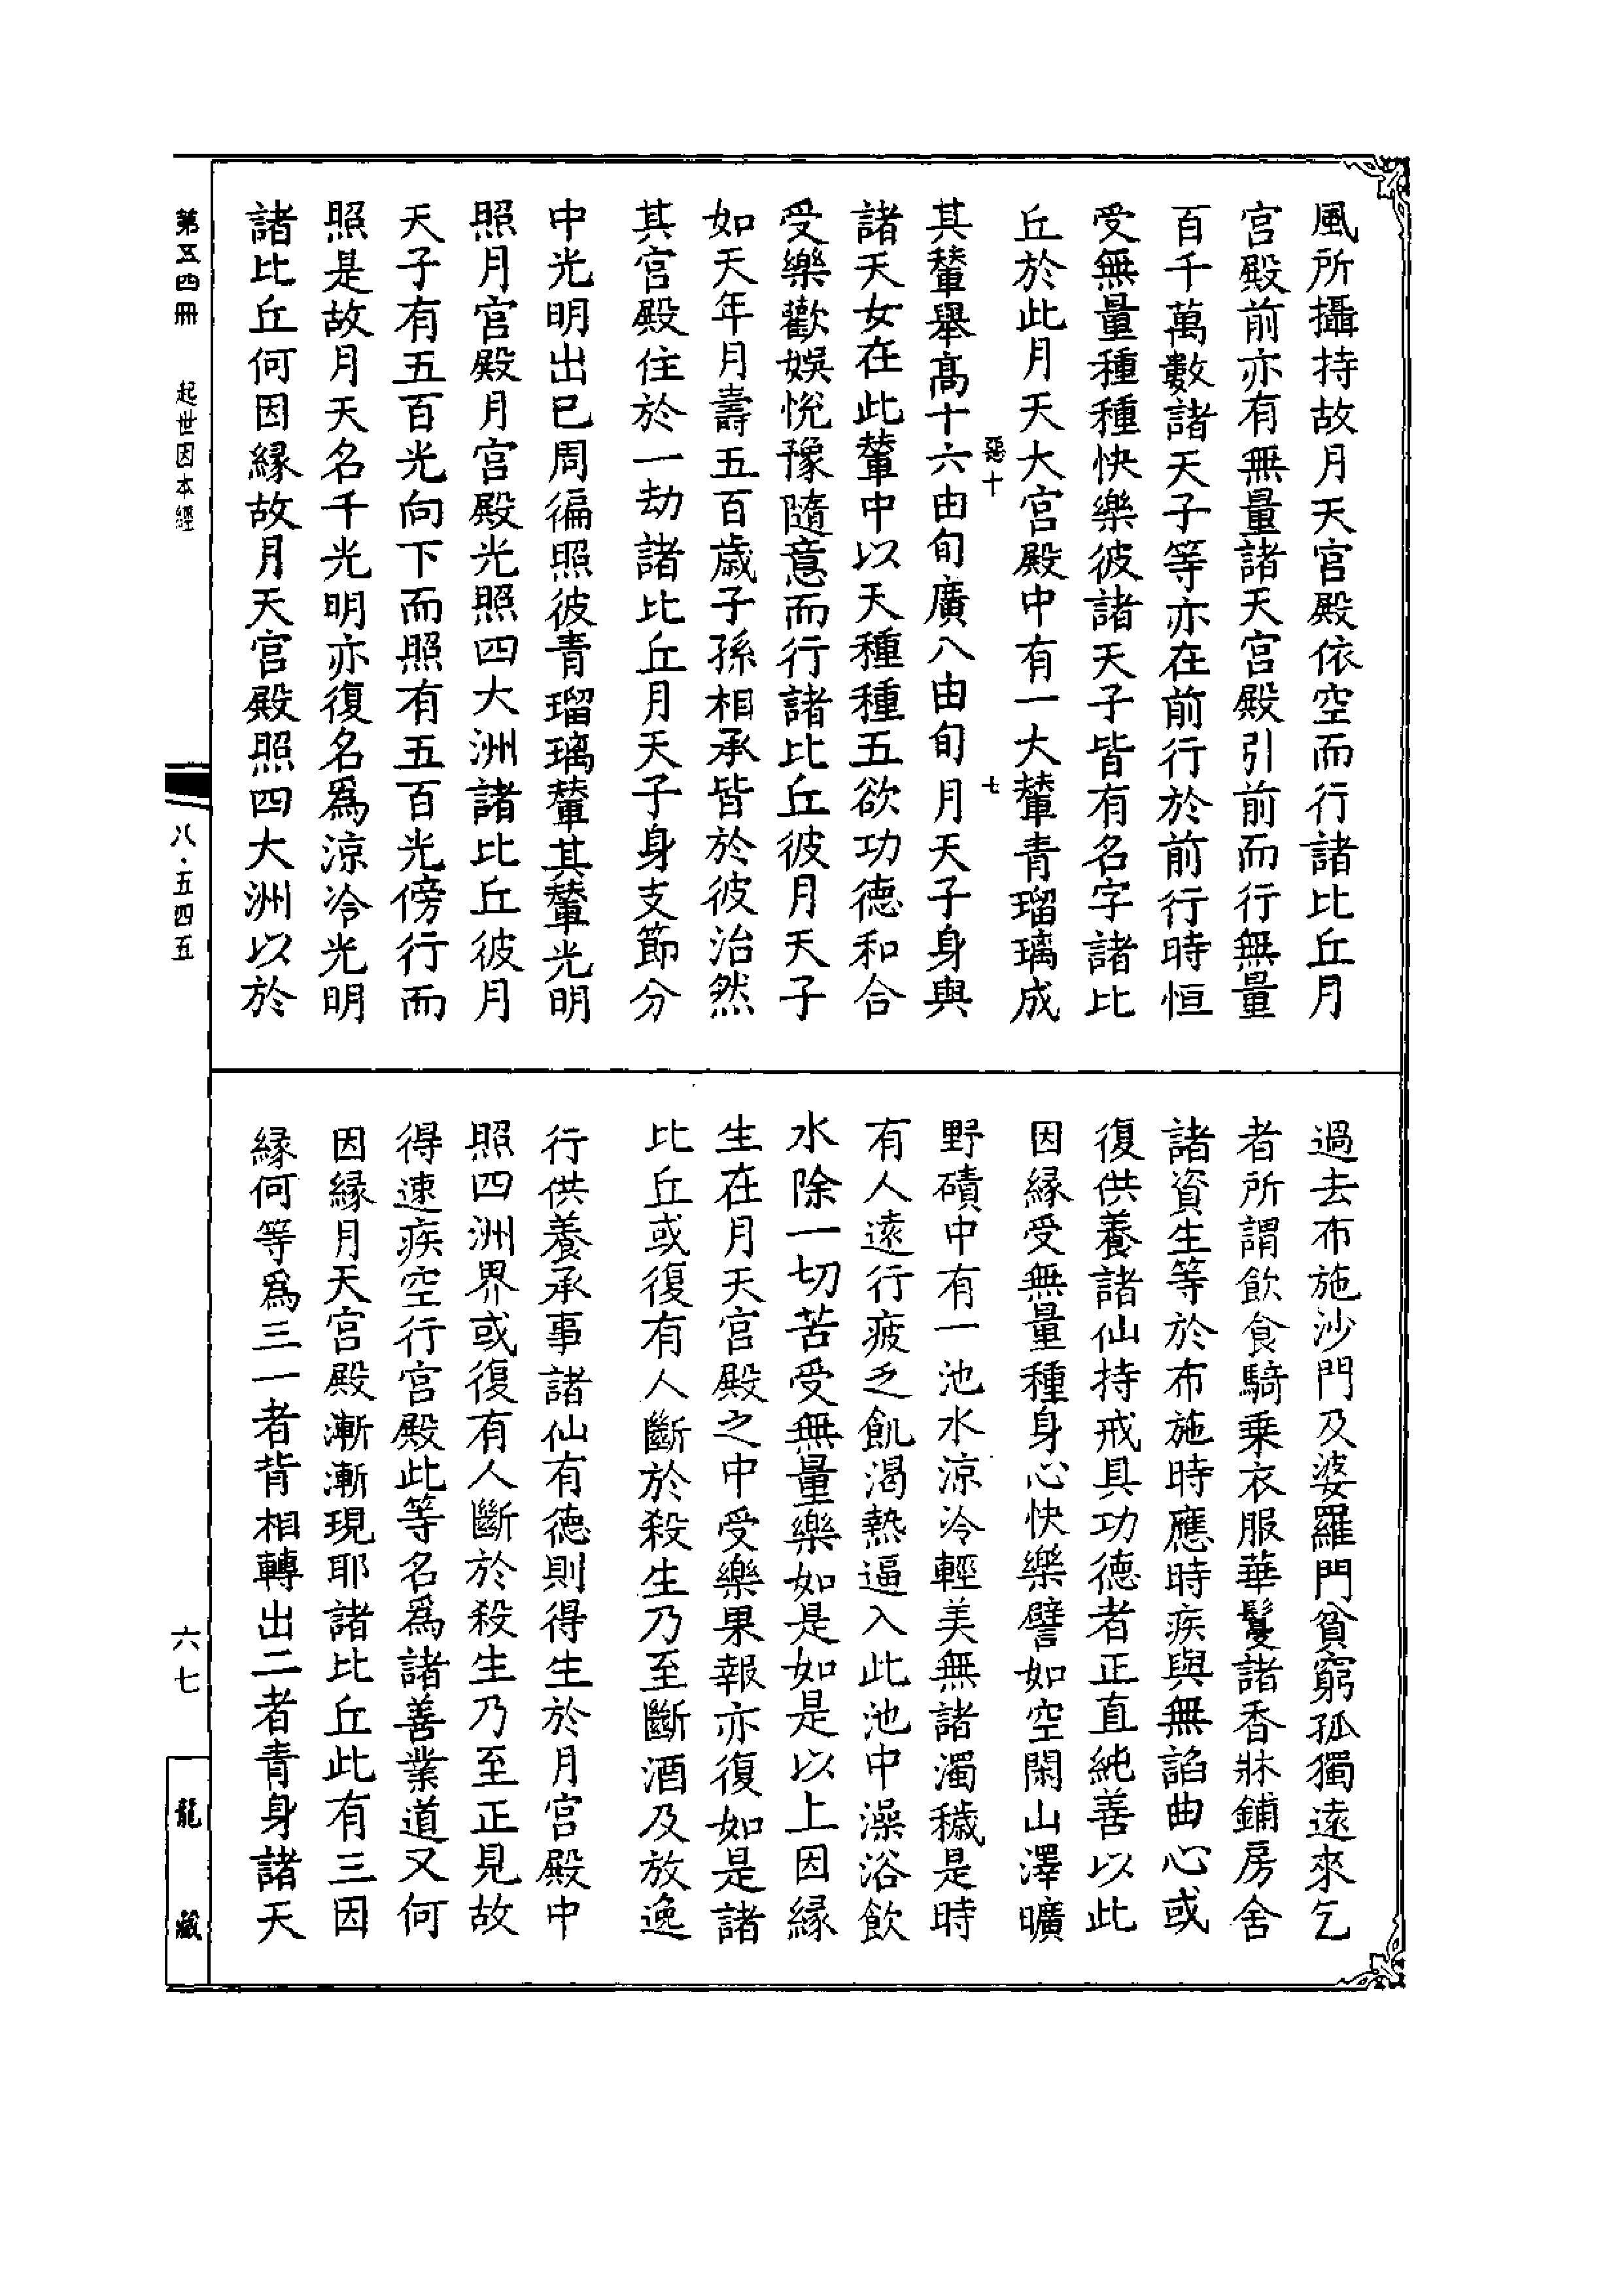 風所攝持故月天宮殿依空而行諸比丘月
宮殿前亦有無量諸天宮殿引前而行無量
百千萬數諸天子等亦在前行於前行時恒
受無量種種快樂彼諸天子皆有名字諸比
丘於此月天大宮殿中有一大輦青瑠璃成
惡十 七
其輦舉高十六由旬廣八由旬月天子身與
諸天女在此輦中以天種種五欲功德和合
受樂歡娛悅豫隨意而行諸比丘彼月天子
如天年月壽五百歲子孫相承皆於彼治然
其宮殿住於一劫諸比丘月天子身支節分
中光明出已周徧照彼青瑠璃輦其輦光明
照月宮殿月宮殿光照四大洲諸比丘彼月
天子有五百光向下而照有五百光傍行而
照是故月天名千光明亦復名爲涼冷光明
諸比丘何因緣故月天宮殿照四大洲以於
過去布施沙門及婆羅門貧窮孤獨遠來乞
者所謂飲食騎乗衣服華鬘諸香牀鋪房舍
諸資生等於布施時應時疾與無諂曲心或
復供養諸仙持戒具功德者正直純善以此
因緣受無量種身心快樂譬如空閑山澤曠
野磧中有一池水涼冷輕美無諸濁穢是時
有人遠行疲乏飢渴熱逼入此池中澡浴飲
水除一切苦受無量樂如是如是以上因緣
生在月天宮殿之中受樂果報亦復如是諸
比丘或復有人斷於殺生乃至斷酒及放逸
行供養承事諸仙有德則得生於月宮殿中
照四洲界或復有人斷於殺生乃至正見故
得速疾空行宮殿此等名爲諸善業道又何
因緣月天宮殿漸漸現耶諸比丘此有三因
緣何等爲三一者背相轉出二者青身諸天
第五四冊 起世因本經
八·五四五
六七
龍藏